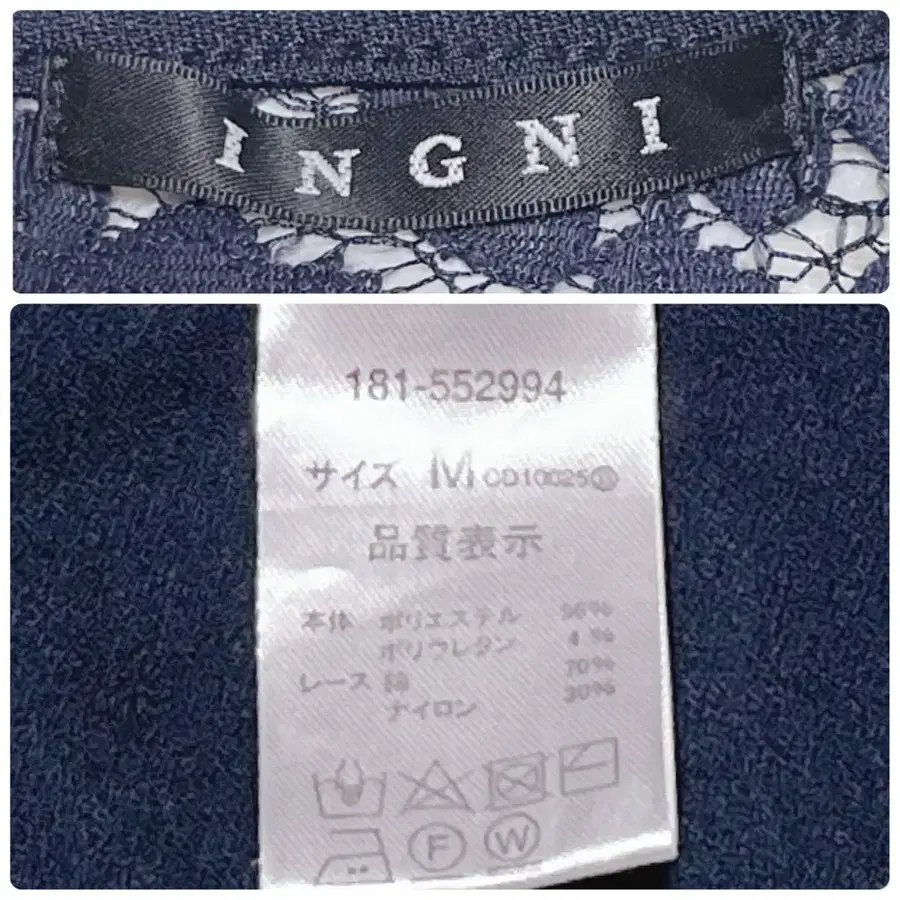 INGNI
181-552994
サイズ M CD10025⑪
品質表示
本体 ポリエステル 96%
ポリウレタン 4%
レース 綿 70%
ナイロン 30%
F W